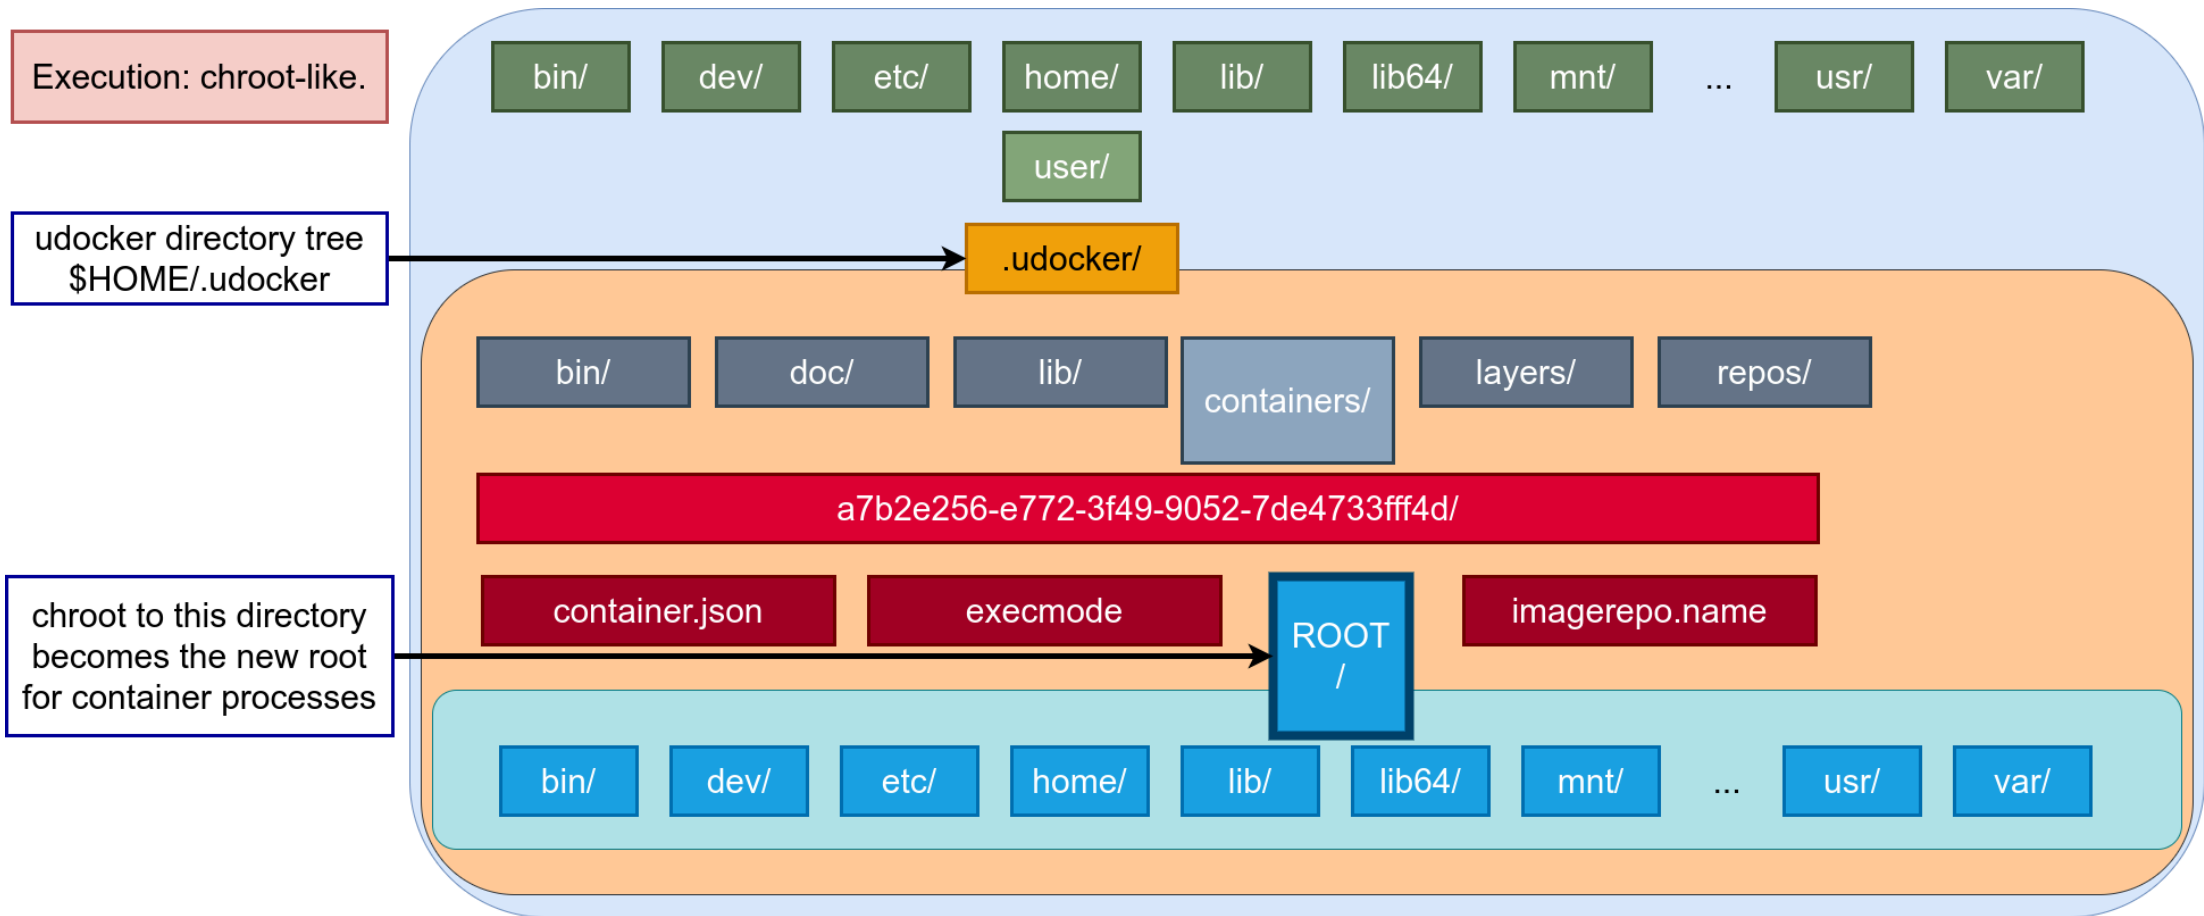 Execution: chroot-like.
bin/ dev/ etc/ home/ lib/ lib64/ mnt/ ... usr/ var/
user/
udocker directory tree
$HOME/.udocker
.udocker/
bin/ doc/ lib/ containers/ layers/ repos/
a7b2e256-e772-3f49-9052-7de4733fff4d/
container.json execmode ROOT imagerepo.name
/
chroot to this directory
becomes the new root
for container processes
bin/ dev/ etc/ home/ lib/ lib64/ mnt/ ... usr/ var/